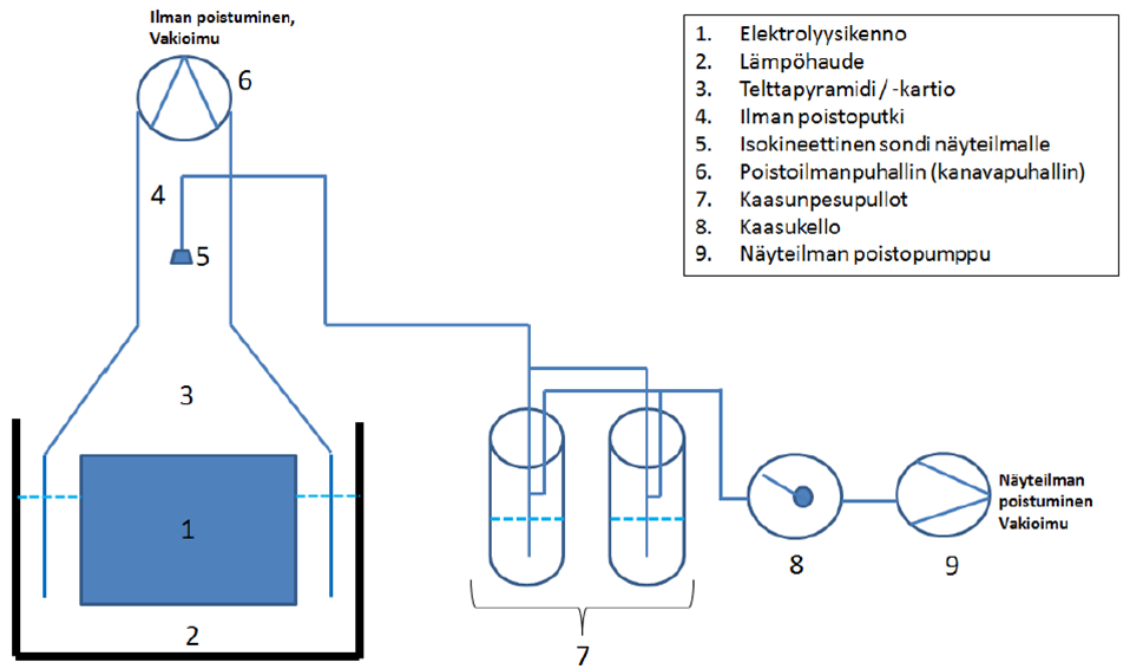 Ilman poistuminen,
Vakioimu
6
4
5
3
1
2
7
8
9
Näyteilman
poistuminen
Vakioimu
1. Elektrolyysikenno
2. Lämpöhaude
3. Telttapyramidi / -kartio
4. Ilman poistoputki
5. Isokineettinen sondi näyteilmalle
6. Poistoilmanpuhallin (kanavapuhallin)
7. Kaasunpesupullot
8. Kaasukello
9. Näyteilman poistopumppu